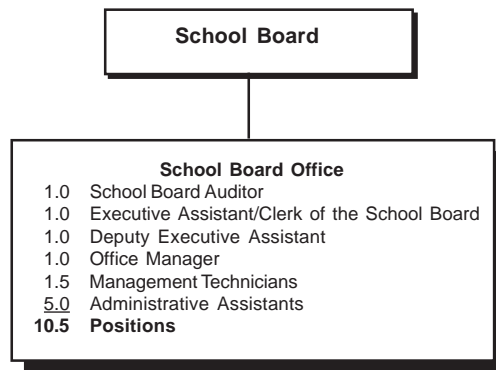 School Board
School Board Office
1.0 School Board Auditor
1.0 Executive Assistant/Clerk of the School Board
1.0 Deputy Executive Assistant
1.0 Office Manager
1.5 Management Technicians
5.0 Administrative Assistants
10.5 Positions